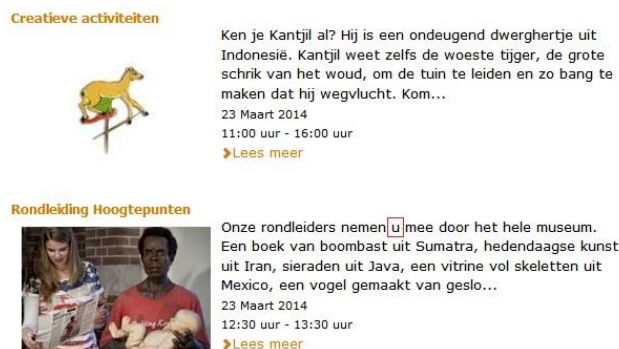 Creatieve activiteiten
Ken je Kantjil al? Hij is een ondeugend dwerghertje uit
Indonesië. Kantjil weet zelfs de woeste tijger, de grote
schrik van het woud, om de tuin te leiden en zo bang te
maken dat hij wegvlucht. Kom...
23 Maart 2014
11:00 uur - 16:00 uur
Lees meer
Rondleiding Hoogtepunten
Onze rondleiders nemen u mee door het hele museum.
Een boek van boombast uit Sumatra, hedendaagse kunst
uit Iran, sieraden uit Java, een vitrine vol skeletten uit
Mexico, een vogel gemaakt van geslo...
23 Maart 2014
12:30 uur - 13:30 uur
Lees meer